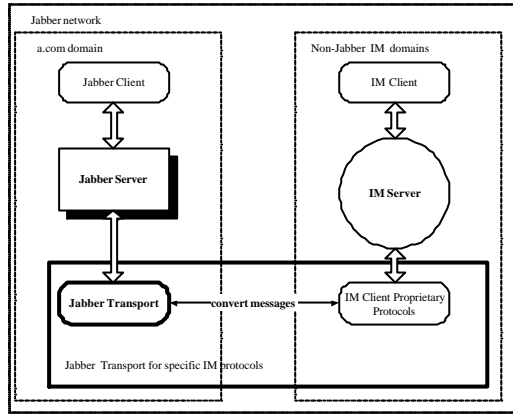 Jabber network
a.com domain
Non-Jabber IM domains
Jabber Client
IM Client
Jabber Server
IM Server
Jabber Transport
convert messages
IM Client Proprietary
Protocols
Jabber Transport for specific IM protocols